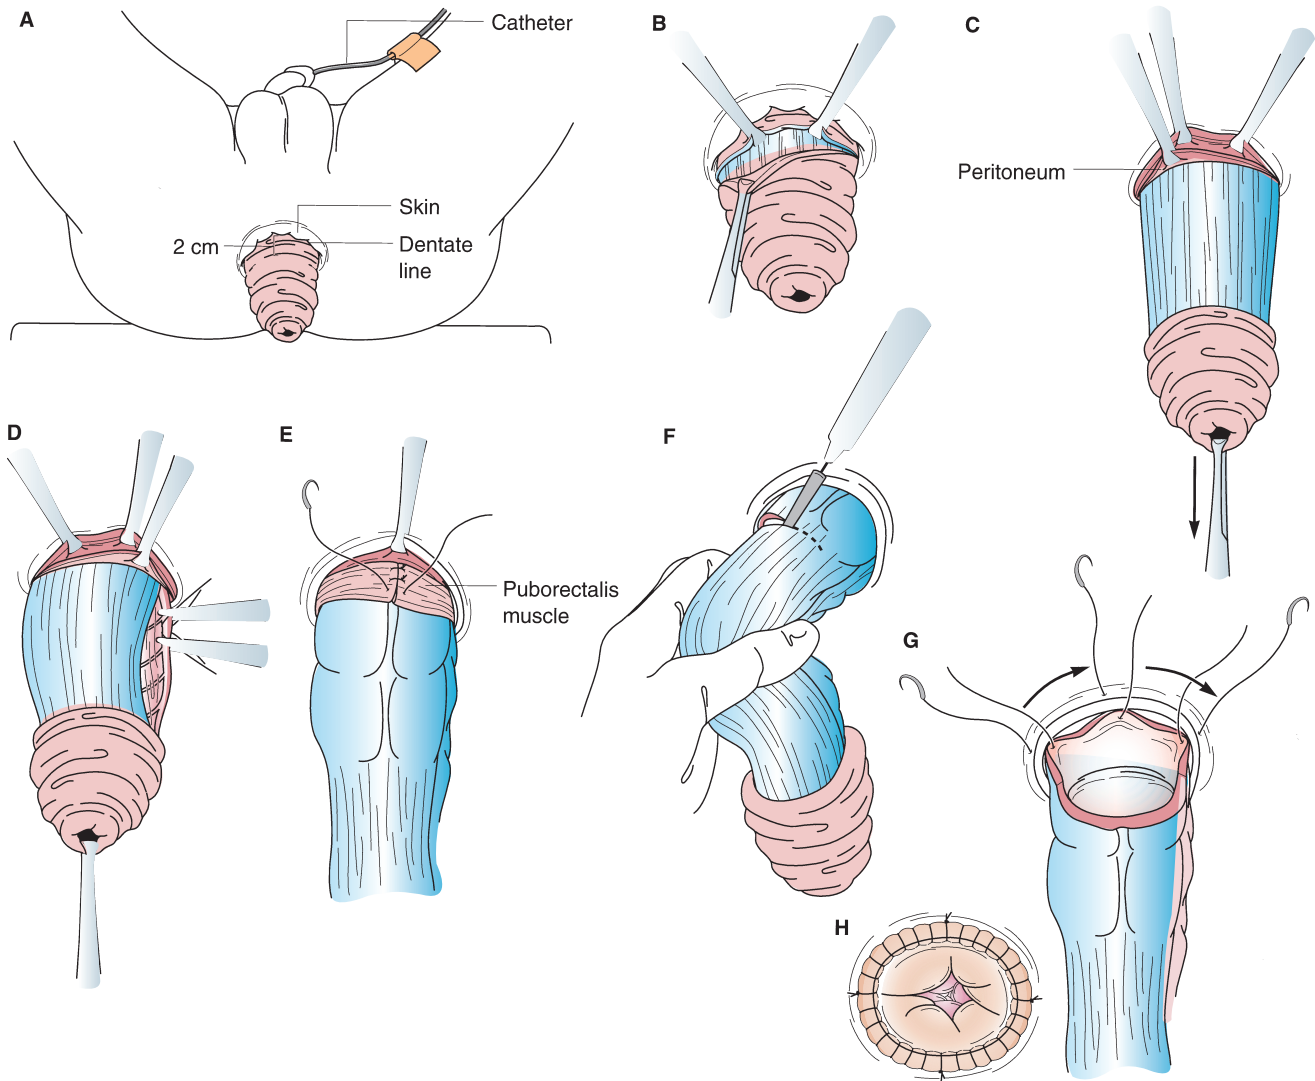 A
Catheter
Skin
2 cm
Dentate
line
B
C
Peritoneum
D
E
Puborectalis
muscle
F
G
H